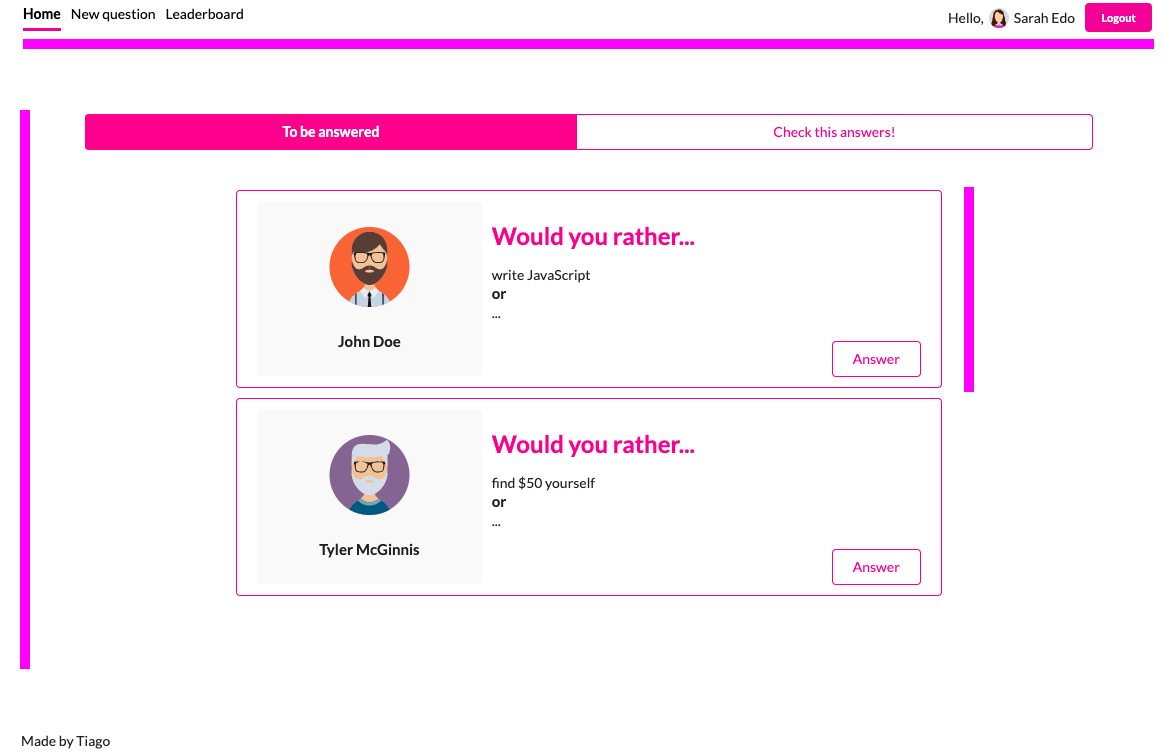 Home New question Leaderboard Hello, Sarah Edo Logout
To be answered Check this answers!
Would you rather...
write JavaScript
or
...
John Doe
Answer
Would you rather...
find $50 yourself
or
...
Tyler McGinnis
Answer
Made by Tiago